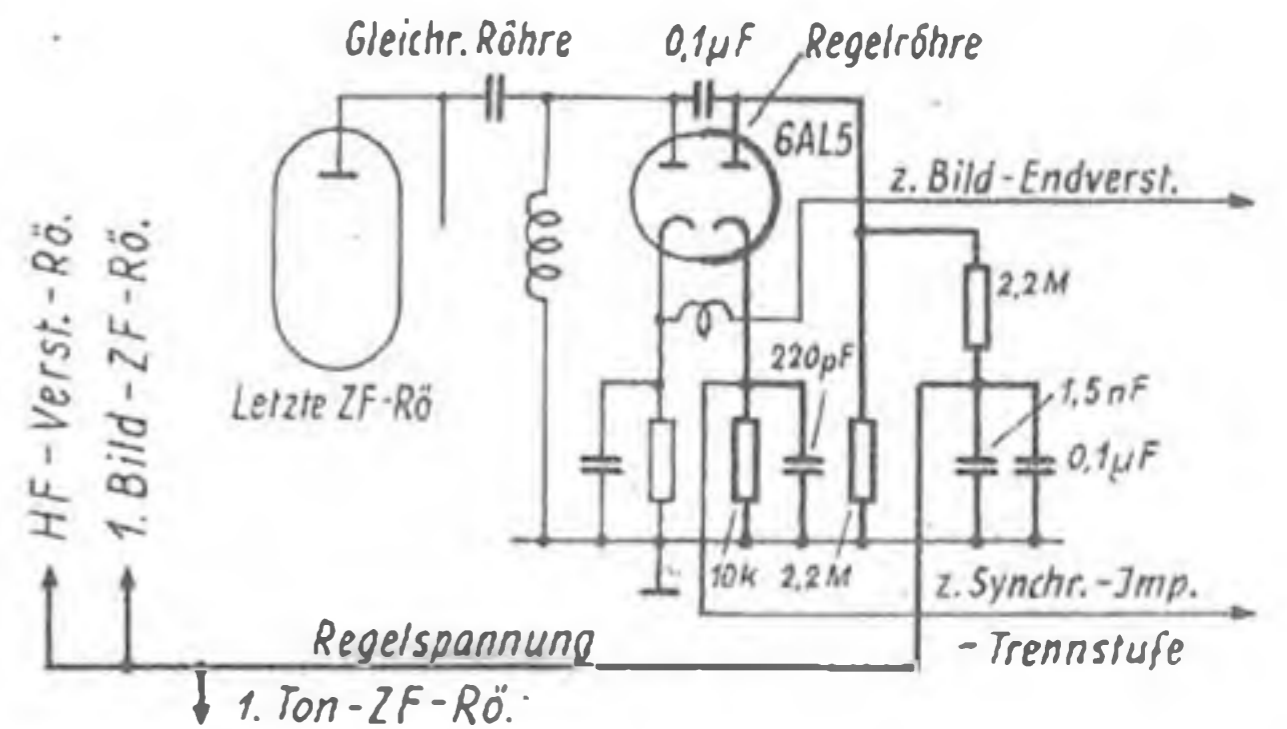 Gleichr. Röhre
0,1µF
Regelröhre
6AL5
z. Bild-Endverst.
HF-Verst.-Rö.
1. Bild-ZF-Rö.
Letzte ZF-Rö
2,2M
220pF
1,5nF
0,1µF
10k
2,2M
z. Synchr.-Jmp.
-Trennstufe
Regelspannung
1. Ton-ZF-Rö.